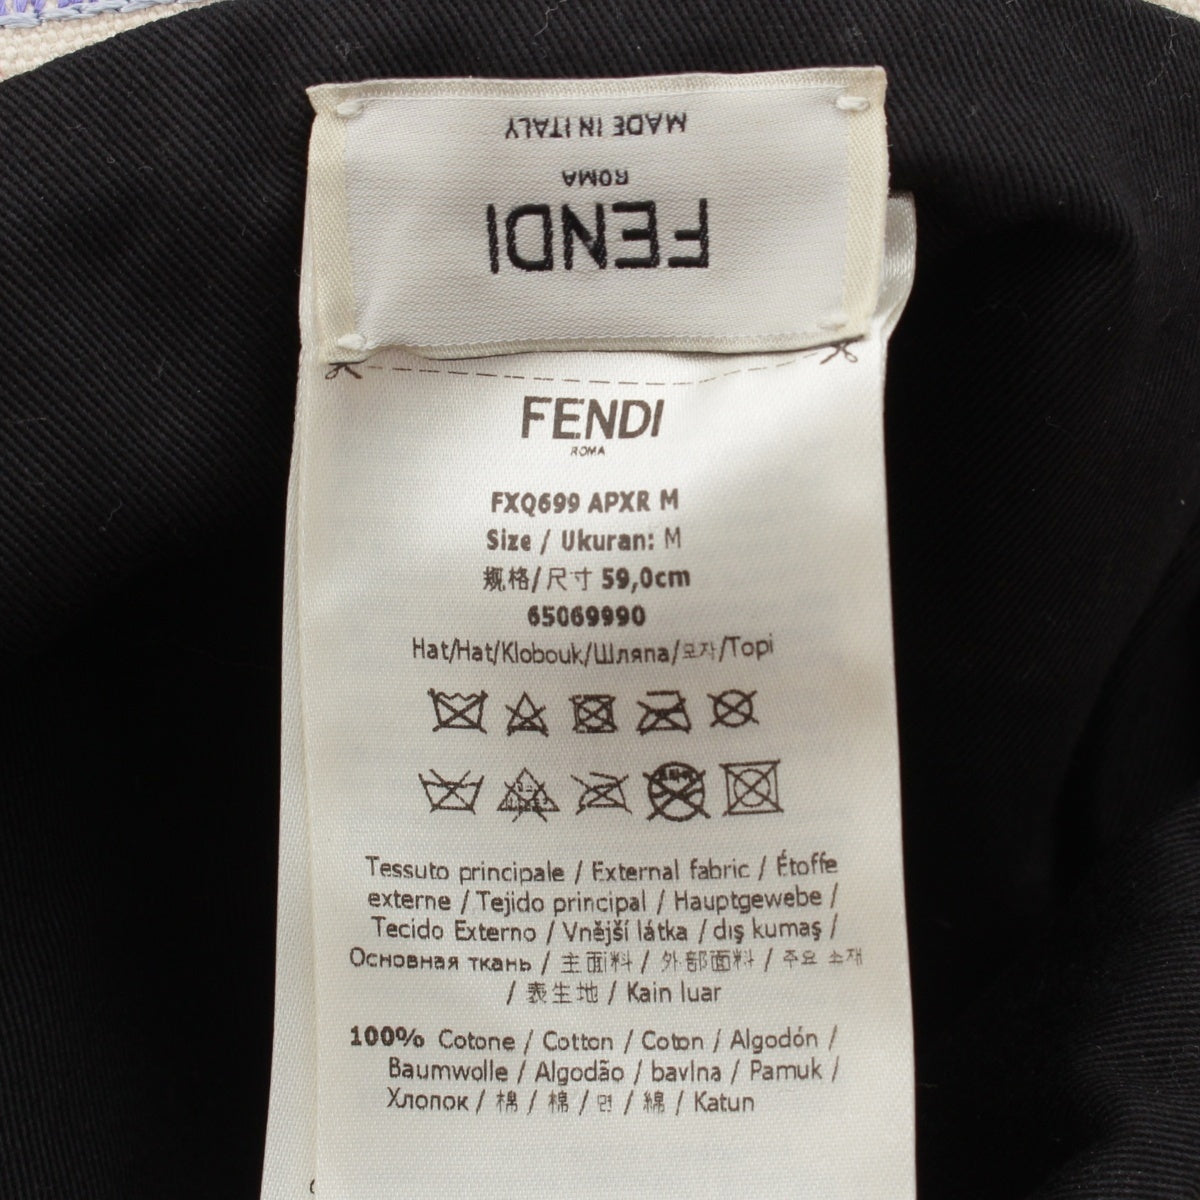 MADE IN ITALY
ROMA
FENDI
FENDI
ROMA
FXQ699 APXR M
Size / Ukuran: M
规格/尺寸 59,0cm
65069990
Hat/Hat/Klobouk/Шляпа/모자/Topi
Tessuto principale / External fabric / Étoffe
externe / Tejido principal / Hauptgewebe /
Tecido Externo / Vnější látka / dış kumaş /
Основная ткань / 主面料 / 外部面料 / 주요 소재
/ 表生地 / Kain luar
100% Cotone / Cotton / Coton / Algodón /
Baumwolle / Algodão / bavlna / Pamuk /
Хлопок / 棉 / 棉 / 면 / 綿 / Katun